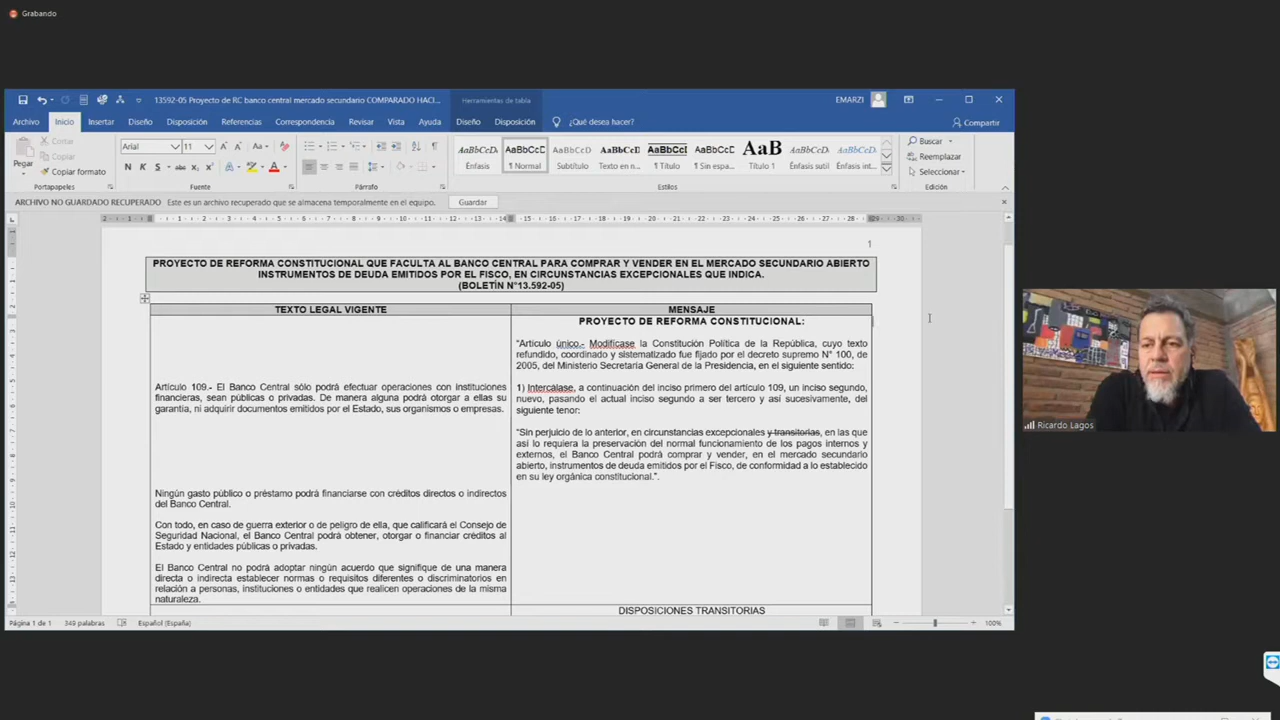 Grabando
13592-05 Proyecto de RC banco central mercado secundario COMPARADO HACI...
Herramientas de tabla
EMARZI
Archivo Inicio Insertar Diseño Disposición Referencias Correspondencia Revisar Vista Ayuda Diseño Disposición ¿Qué desea hacer? Compartir
Pegar
Cortar
Copiar
Copiar formato
Portapapeles
Arial 11
Fuente
Párrafo
AaBbCcDc AaBbCcC AaBbCcD AaBbCcD AaBbCcC AaBbCcD AaB AaBbCcDc AaBbCcDc
Énfasis ¶ Normal Subtítulo Texto en n... ¶ Título ¶ Sin espa... Título 1 Énfasis sutil Énfasis int...
Estilos
Buscar
Reemplazar
Seleccionar
Edición
ARCHIVO NO GUARDADO RECUPERADO Este es un archivo recuperado que se almacena temporalmente en el equipo. Guardar
1
PROYECTO DE REFORMA CONSTITUCIONAL QUE FACULTA AL BANCO CENTRAL PARA COMPRAR Y VENDER EN EL MERCADO SECUNDARIO ABIERTO
INSTRUMENTOS DE DEUDA EMITIDOS POR EL FISCO, EN CIRCUNSTANCIAS EXCEPCIONALES QUE INDICA.
(BOLETÍN N°13.592-05)
TEXTO LEGAL VIGENTE
Artículo 109.- El Banco Central sólo podrá efectuar operaciones con instituciones
financieras, sean públicas o privadas. De manera alguna podrá otorgar a ellas su
garantía, ni adquirir documentos emitidos por el Estado, sus organismos o empresas.
Ningún gasto público o préstamo podrá financiarse con créditos directos o indirectos
del Banco Central.
Con todo, en caso de guerra exterior o de peligro de ella, que calificará el Consejo de
Seguridad Nacional, el Banco Central podrá obtener, otorgar o financiar créditos al
Estado y entidades públicas o privadas.
El Banco Central no podrá adoptar ningún acuerdo que signifique de una manera
directa o indirecta establecer normas o requisitos diferentes o discriminatorios en
relación a personas, instituciones o entidades que realicen operaciones de la misma
naturaleza.
MENSAJE
PROYECTO DE REFORMA CONSTITUCIONAL:
"Artículo único.- Modifícase la Constitución Política de la República, cuyo texto
refundido, coordinado y sistematizado fue fijado por el decreto supremo N° 100, de
2005, del Ministerio Secretaría General de la Presidencia, en el siguiente sentido:
1) Intercálase, a continuación del inciso primero del artículo 109, un inciso segundo,
nuevo, pasando el actual inciso segundo a ser tercero y así sucesivamente, del
siguiente tenor:
"Sin perjuicio de lo anterior, en circunstancias excepcionales y transitorias, en las que
así lo requiera la preservación del normal funcionamiento de los pagos internos y
externos, el Banco Central podrá comprar y vender, en el mercado secundario
abierto, instrumentos de deuda emitidos por el Fisco, de conformidad a lo establecido
en su ley orgánica constitucional.".
DISPOSICIONES TRANSITORIAS
Página 1 de 1 349 palabras Español (España) 100%
Ricardo Lagos